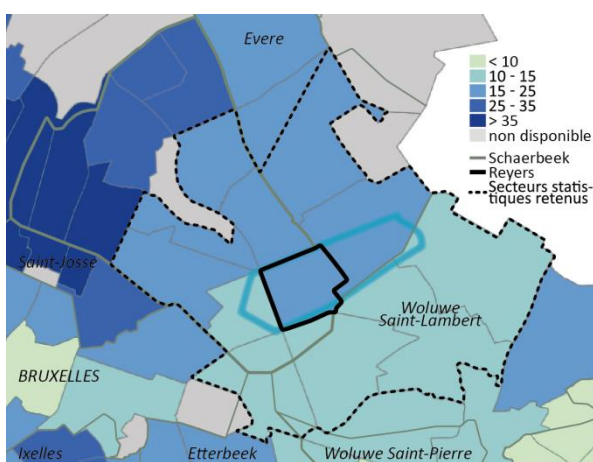 Evere
< 10
10 - 15
15 - 25
25 - 35
> 35
non disponible
Schaerbeek
Reyers
Secteurs statis-
tiques retenus
Saint-Josse
Woluwe
Saint-Lambert
BRUXELLES
Ixelles
Etterbeek
Woluwe Saint-Pierre